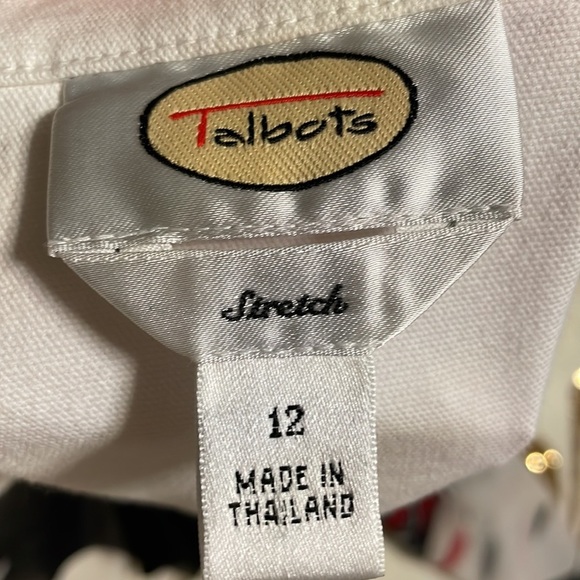 Talbots
Stretch
12
MADE IN
THAILAND